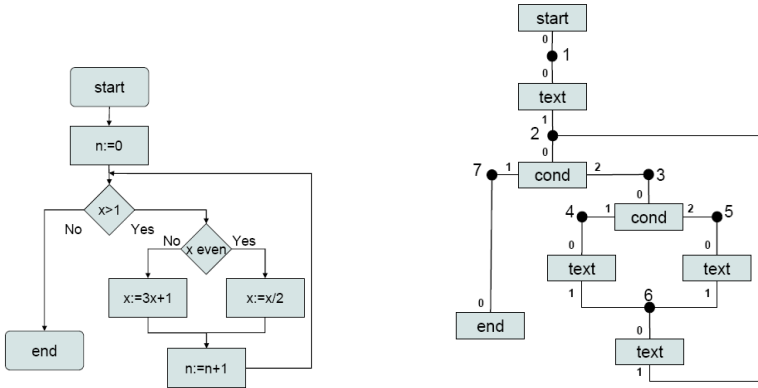 start
n:=0
x>1
No
Yes
No
x even
Yes
x:=3x+1
x:=x/2
end
n:=n+1
start
0
1
0
text
1
2
0
7
1
cond
2
3
0
4
1
cond
2
5
0
0
text
text
1
6
1
0
end
0
text
1